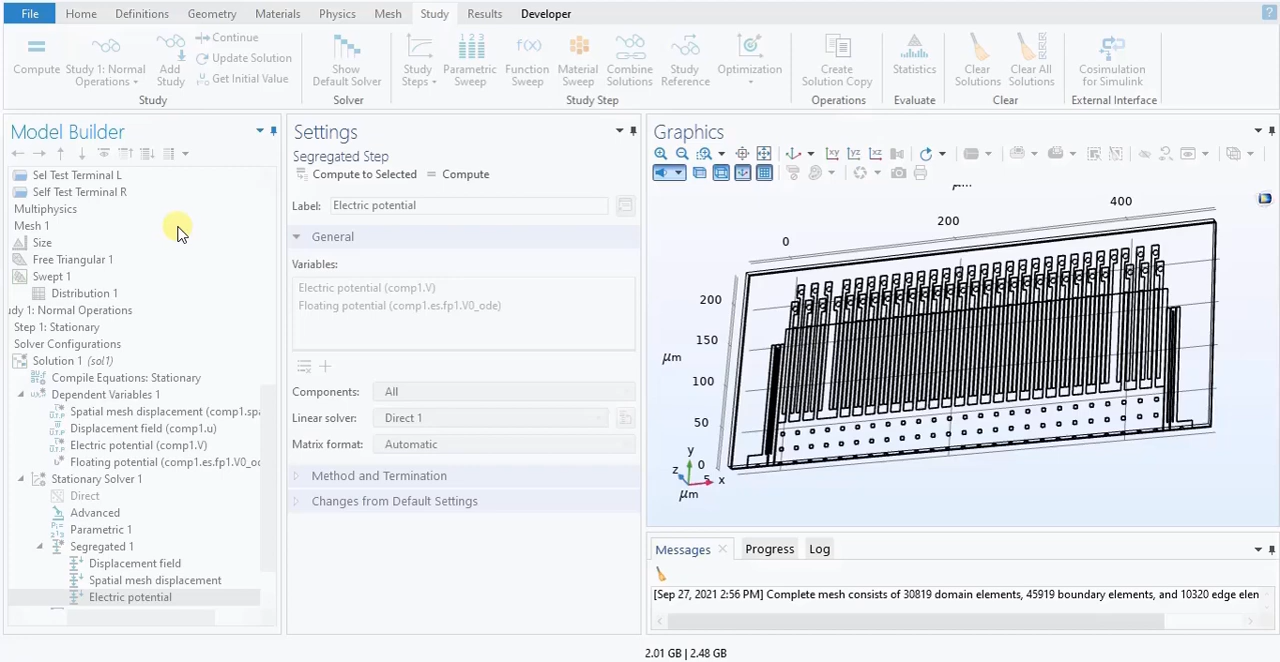 File Home Definitions Geometry Materials Physics Mesh Study Results Developer ?
Compute
Study 1: Normal Operations
Add Study
Continue
Update Solution
Get Initial Value
Study
Show Default Solver
Solver
Study Steps
Parametric Sweep
Function Sweep
Material Sweep
Combine Solutions
Study Reference
Optimization
Study Step
Create Solution Copy
Operations
Statistics
Evaluate
Clear Solutions
Clear All Solutions
Clear
Cosimulation for Simulink
External Interface
Model Builder
Sel Test Terminal L
Self Test Terminal R
Multiphysics
Mesh 1
Size
Free Triangular 1
Swept 1
Distribution 1
udy 1: Normal Operations
Step 1: Stationary
Solver Configurations
Solution 1 (sol1)
Compile Equations: Stationary
Dependent Variables 1
Spatial mesh displacement (comp1.spa
Displacement field (comp1.u)
Electric potential (comp1.V)
Floating potential (comp1.es.fp1.V0_od
Stationary Solver 1
Direct
Advanced
Parametric 1
Segregated 1
Displacement field
Spatial mesh displacement
Electric potential
Settings
Segregated Step
Compute to Selected = Compute
Label: Electric potential
General
Variables:
Electric potential (comp1.V)
Floating potential (comp1.es.fp1.V0_ode)
Components: All
Linear solver: Direct 1
Matrix format: Automatic
Method and Termination
Changes from Default Settings
Graphics
xy yz xz
400
200
0
200
150
µm
100
50
0
y
z
x
µm
Messages Progress Log
[Sep 27, 2021 2:56 PM] Complete mesh consists of 30819 domain elements, 45919 boundary elements, and 10320 edge elen
2.01 GB | 2.48 GB